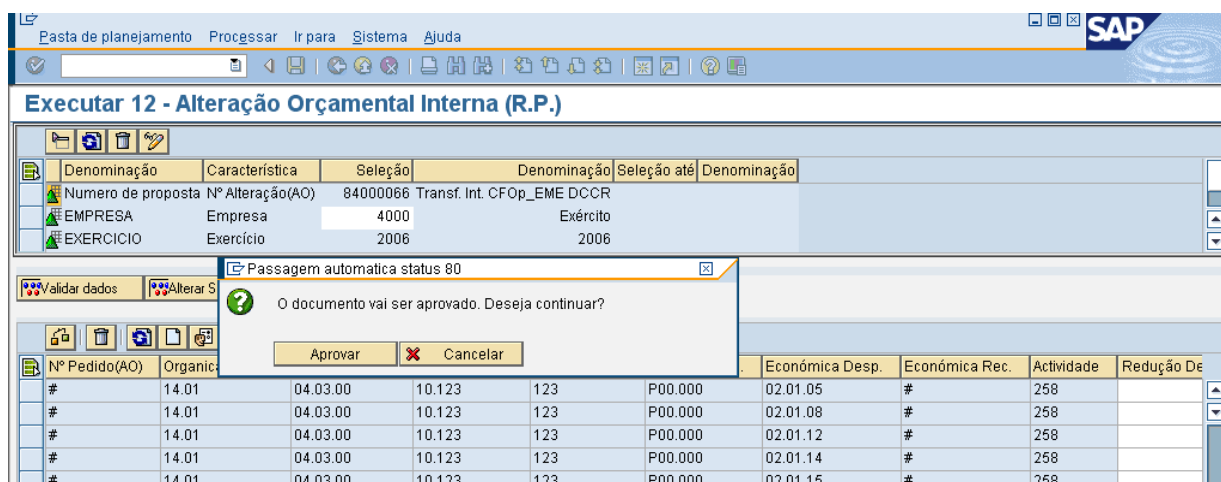 Pasta de planejamento Processar Ir para Sistema Ajuda
SAP
Executar 12 - Alteração Orçamental Interna (R.P.)
Denominação Característica Seleção Denominação Seleção até Denominação
Numero de proposta Nº Alteração(AO) 84000066 Transf. Int. CFOp_EME DCCR
EMPRESA Empresa 4000 Exército
EXERCICIO Exercício 2006 2006
Passagem automatica status 80
Validar dados Alterar S
O documento vai ser aprovado. Deseja continuar?
Aprovar Cancelar
Nº Pedido(AO) Organic Económica Desp. Económica Rec. Actividade Redução De
# 14.01 04.03.00 10.123 123 P00.000 02.01.05 # 258
# 14.01 04.03.00 10.123 123 P00.000 02.01.08 # 258
# 14.01 04.03.00 10.123 123 P00.000 02.01.12 # 258
# 14.01 04.03.00 10.123 123 P00.000 02.01.14 # 258
# 14.01 04.03.00 10.123 123 P00.000 02.01.15 # 258